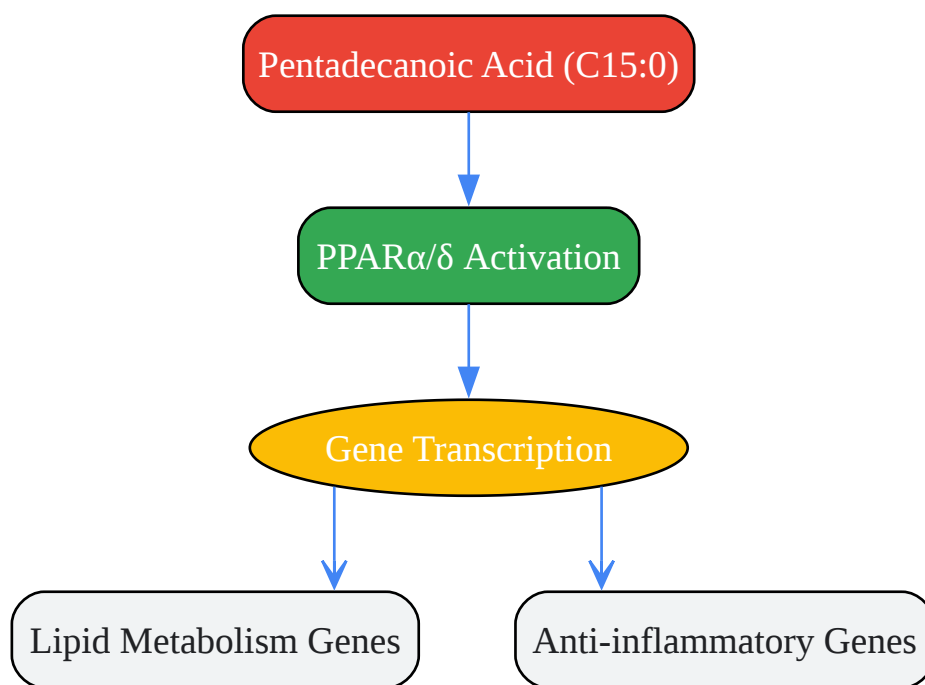 Pentadecanoic Acid (C15:0)
PPARα/δ Activation
Gene Transcription
Lipid Metabolism Genes
Anti-inflammatory Genes